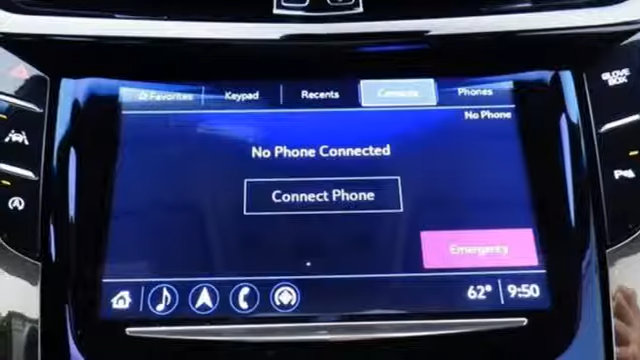 Favorites Keypad Recents Contacts Phones
No Phone
No Phone Connected
Connect Phone
Emergency
62° 9:50
GLOVE
BOX